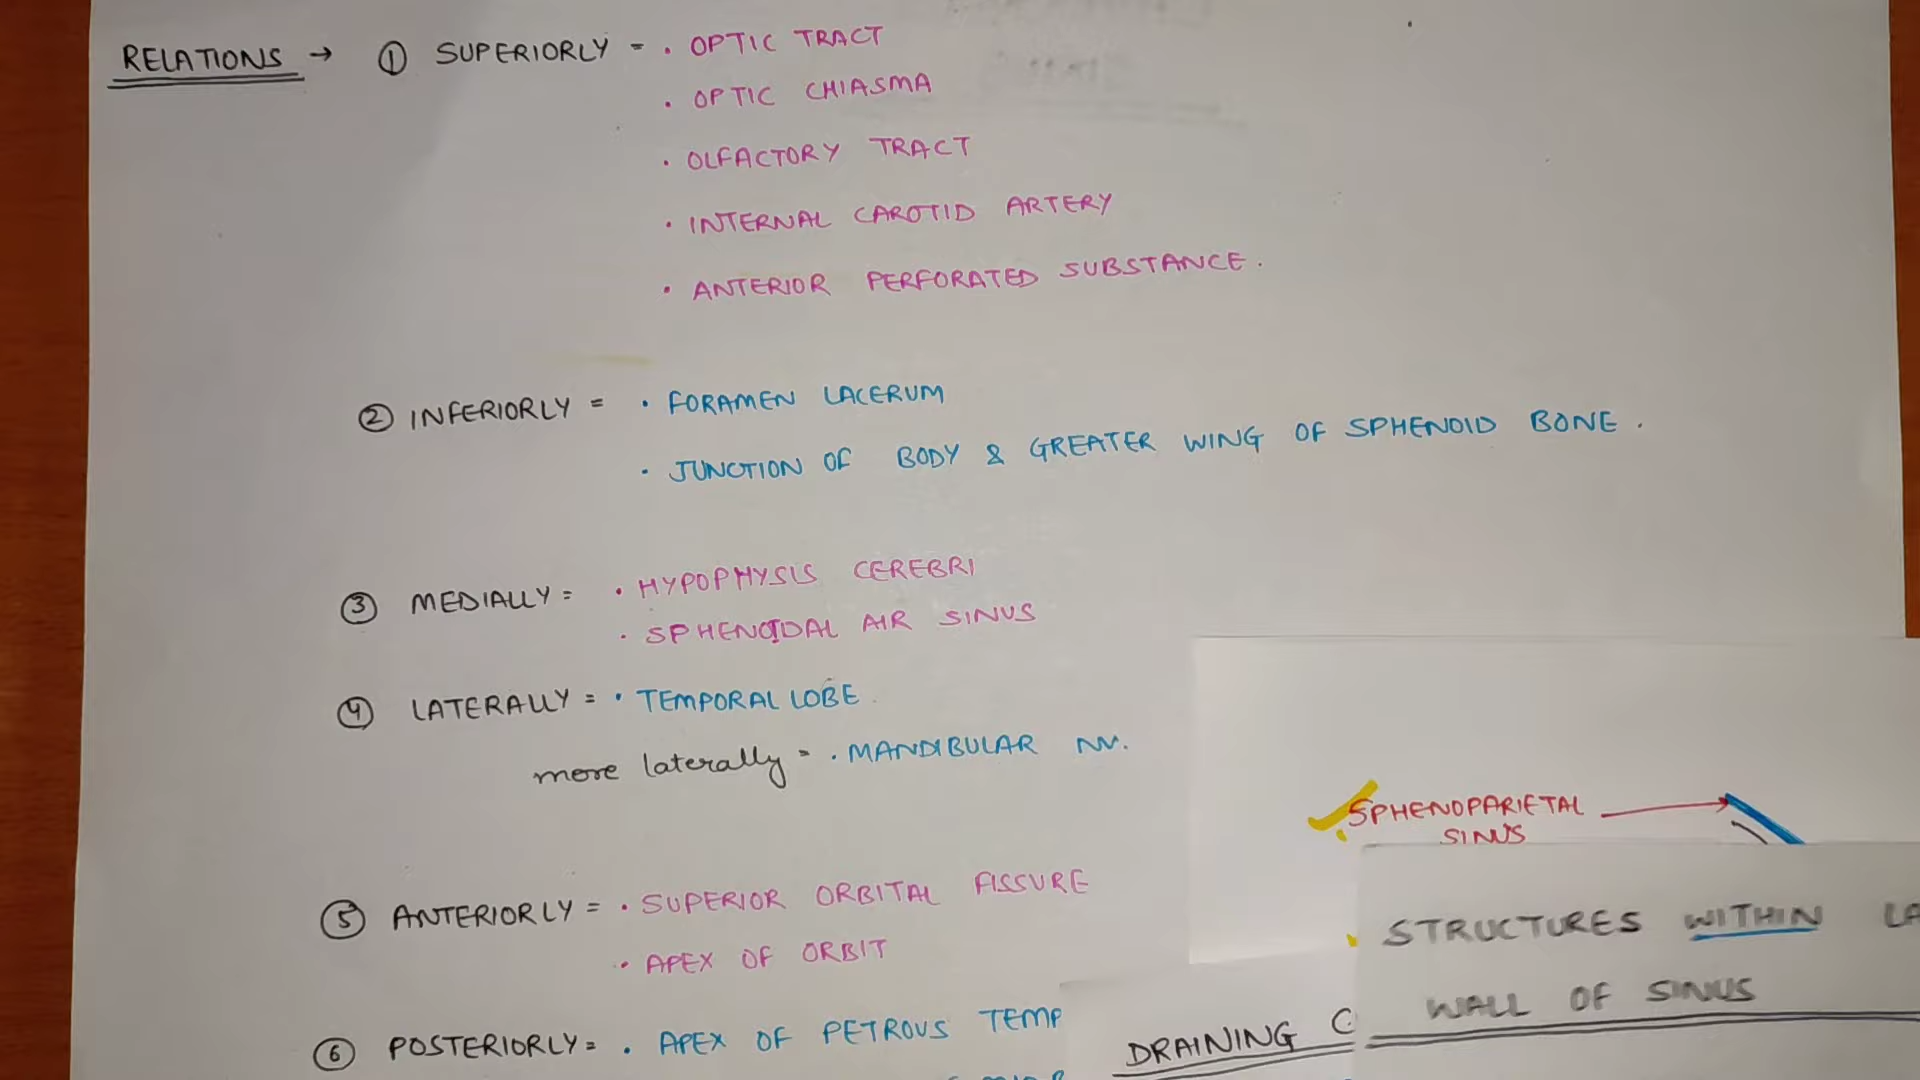 RELATIONS → ① SUPERIORLY = • OPTIC TRACT
• OPTIC CHIASMA
• OLFACTORY TRACT
• INTERNAL CAROTID ARTERY
• ANTERIOR PERFORATED SUBSTANCE.
② INFERIORLY = • FORAMEN LACERUM
• JUNCTION OF BODY & GREATER WING OF SPHENOID BONE.
③ MEDIALLY = • HYPOPHYSIS CEREBRI
• SPHENOIDAL AIR SINUS
④ LATERALLY = • TEMPORAL LOBE.
more laterally = • MANDIBULAR NV.
⑤ ANTERIORLY = • SUPERIOR ORBITAL FISSURE
• APEX OF ORBIT
⑥ POSTERIORLY = • APEX OF PETROUS TEMP
SPHENOPARIETAL →
SINUS
STRUCTURES WITHIN LA
WALL OF SINUS
DRAINING C